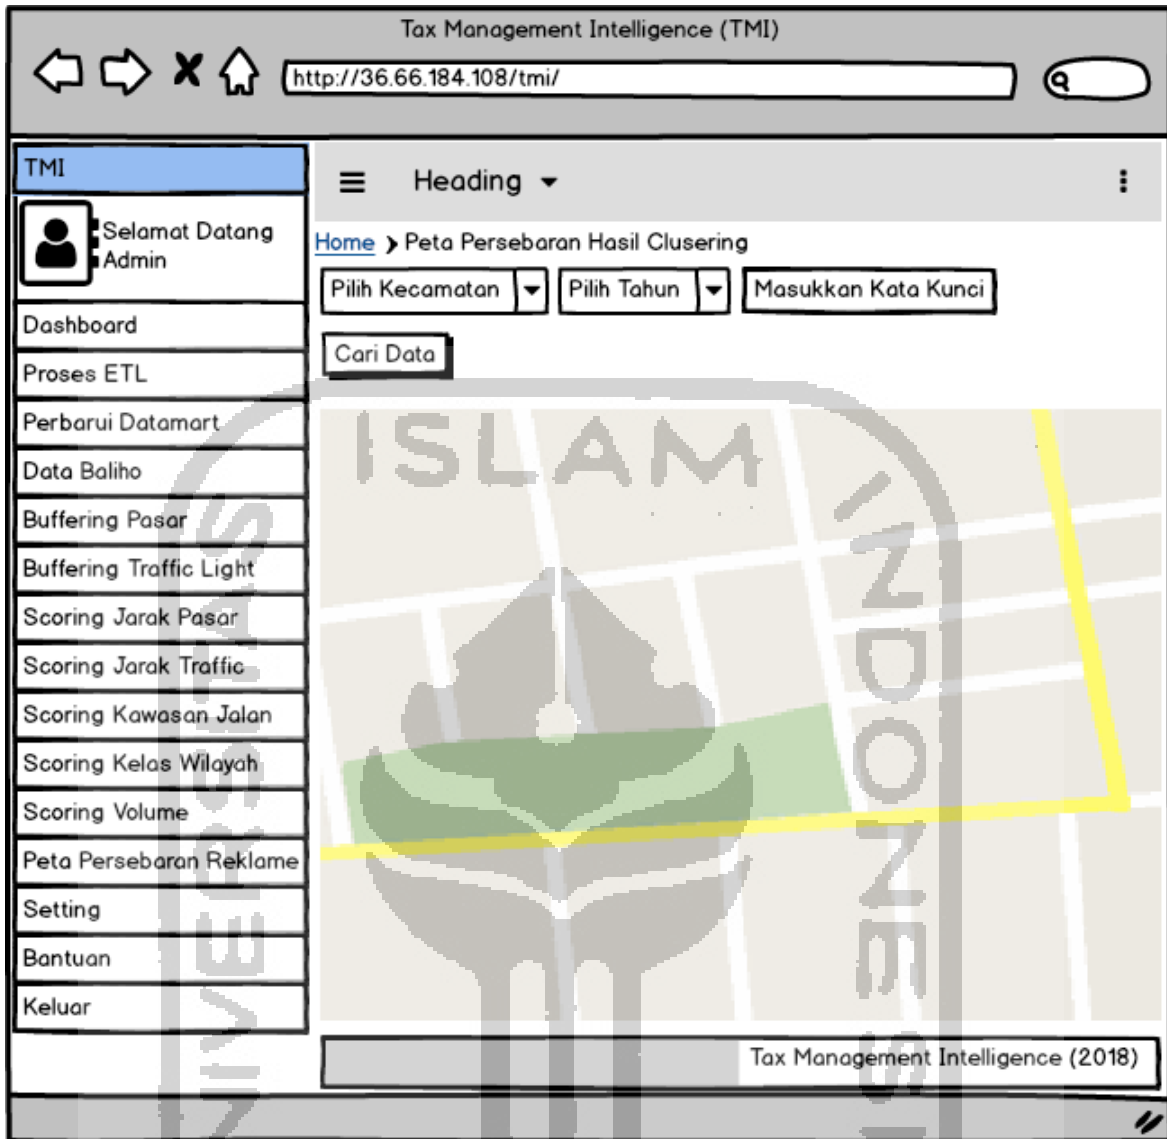 Tax Management Intelligence (TMI)
http://36.66.184.108/tmi/
TMI
Selamat Datang
Admin
Dashboard
Proses ETL
Perbarui Datamart
Data Baliho
Buffering Pasar
Buffering Traffic Light
Scoring Jarak Pasar
Scoring Jarak Traffic
Scoring Kawasan Jalan
Scoring Kelas Wilayah
Scoring Volume
Peta Persebaran Reklame
Setting
Bantuan
Keluar
Heading
Home Peta Persebaran Hasil Clusering
Pilih Kecamatan Pilih Tahun Masukkan Kata Kunci
Cari Data
Tax Management Intelligence (2018)
UNIVERSITAS
ISLAM
INDONESI